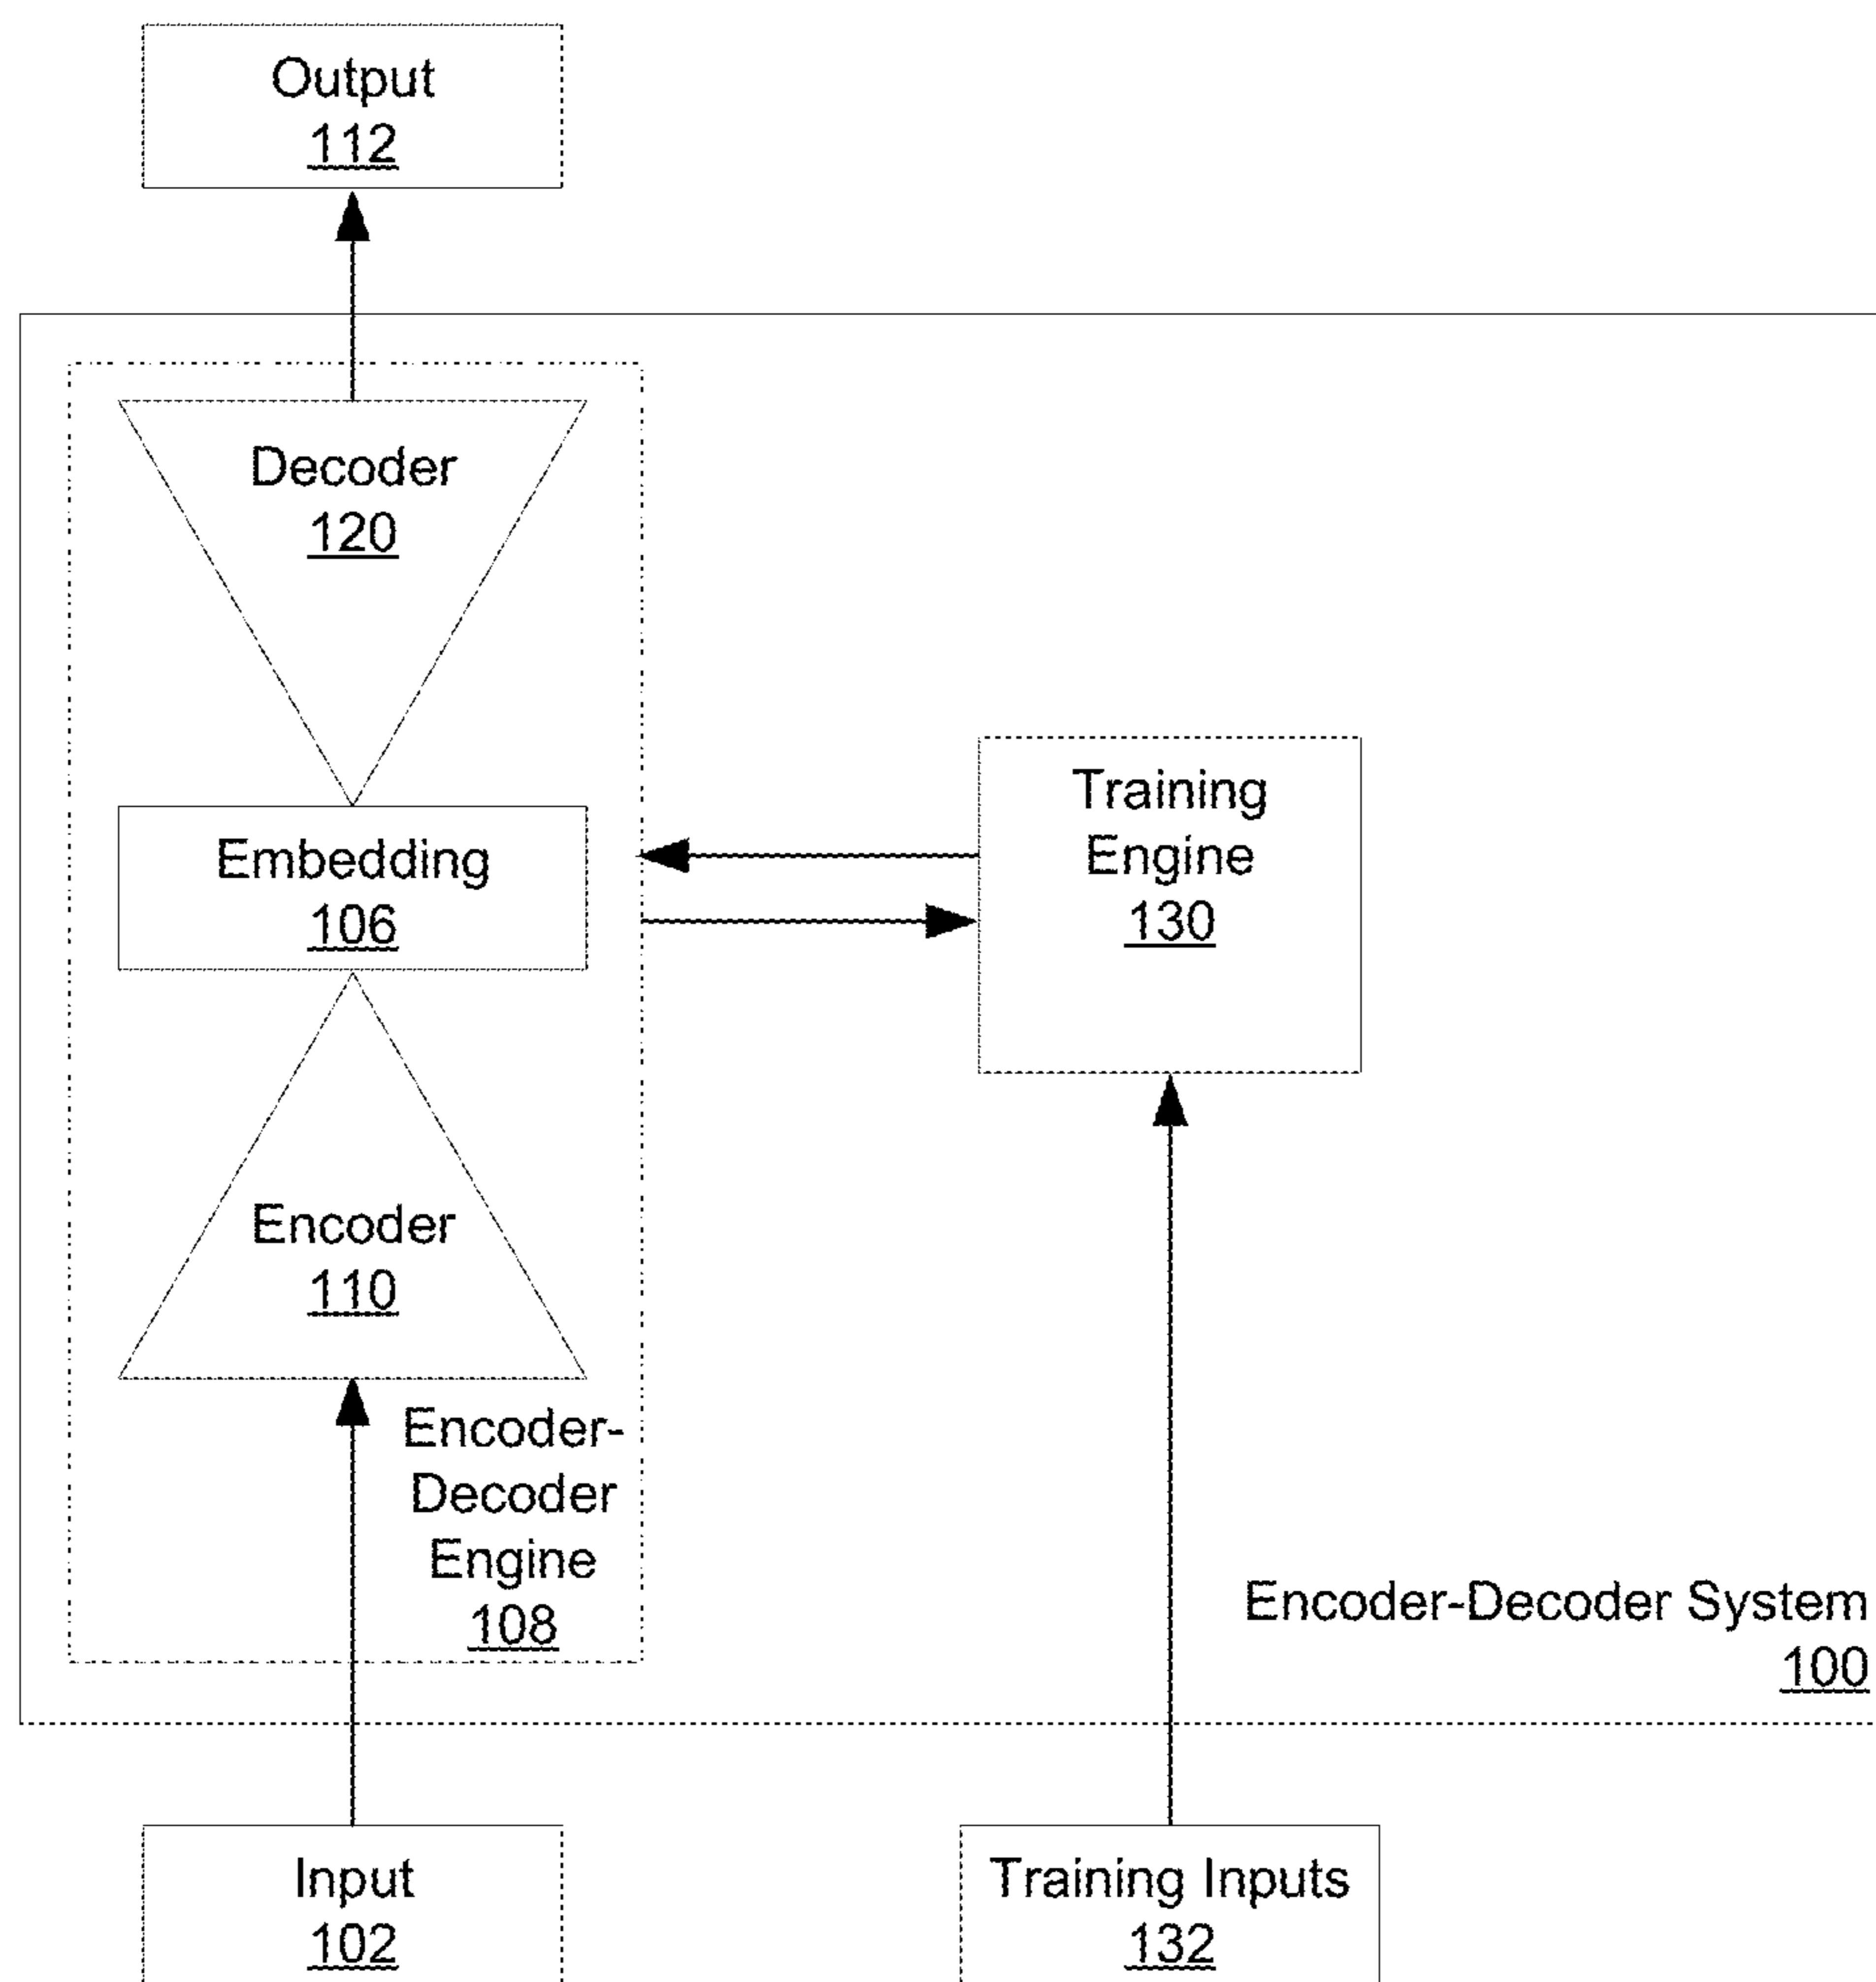 Output
112
Decoder
120
Embedding
106
Training
Engine
130
Encoder
110
Encoder-
Decoder
Engine
108
Encoder-Decoder System
100
Input
102
Training Inputs
132